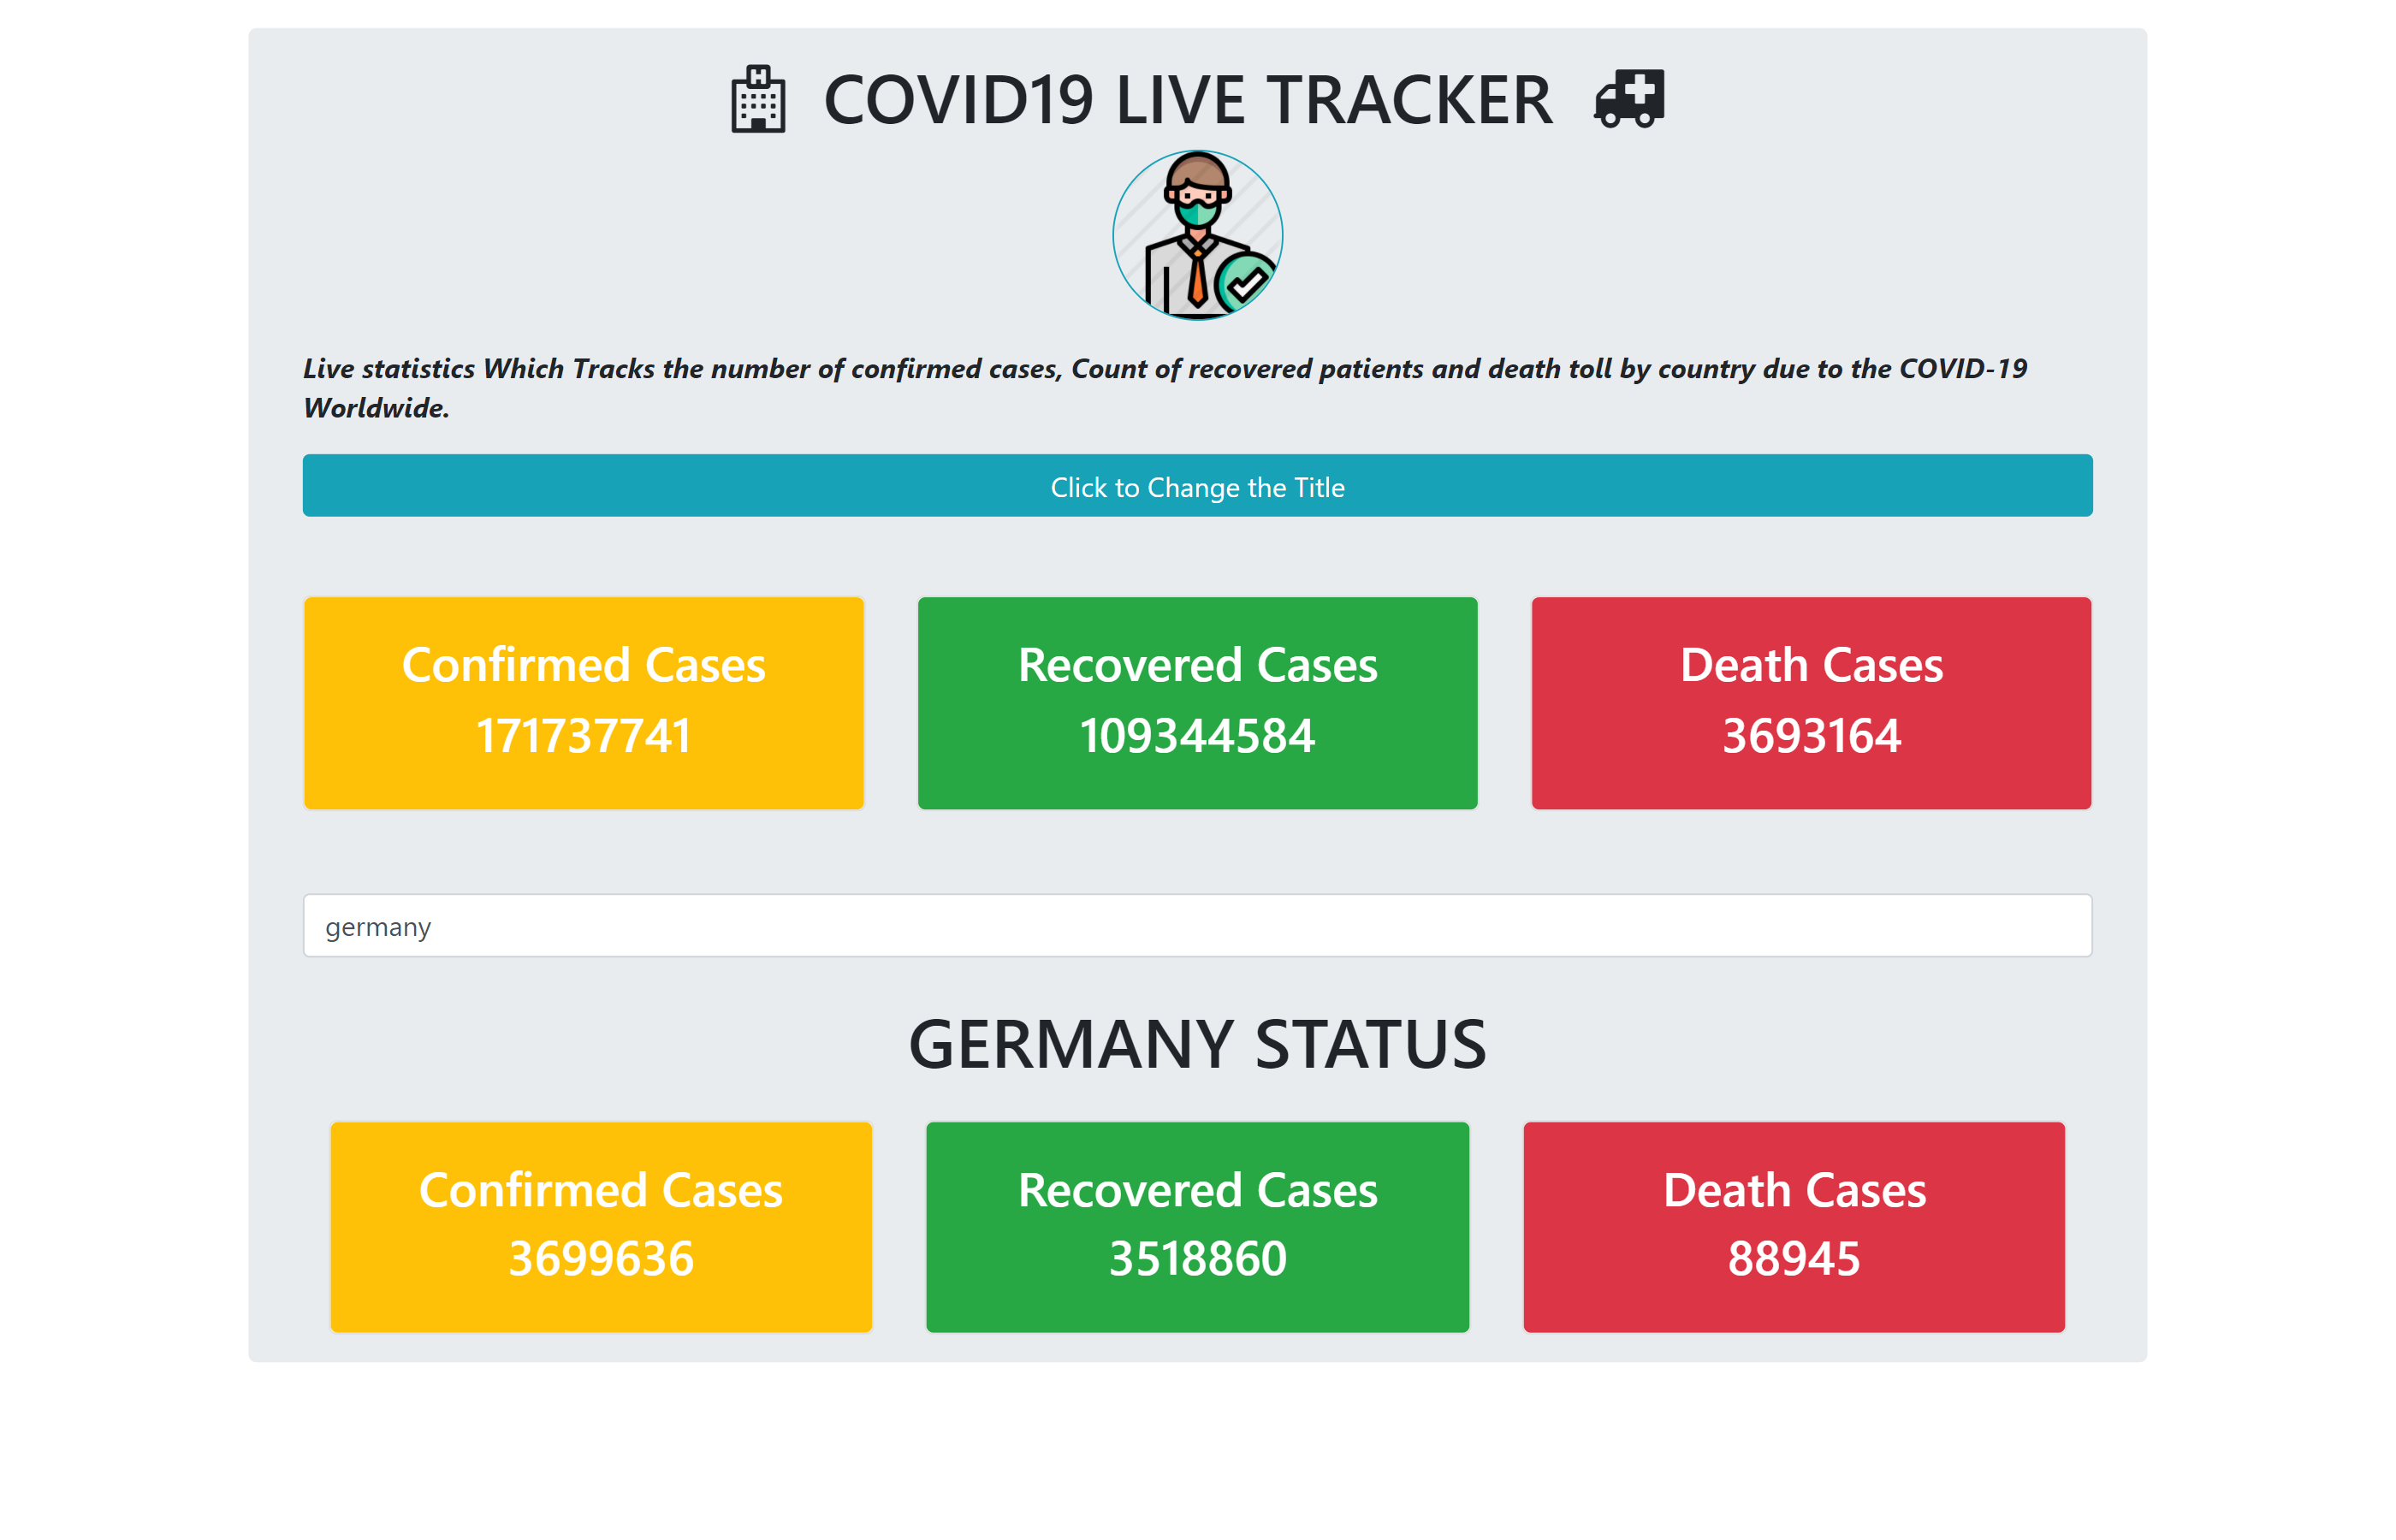 COVID19 LIVE TRACKER
Live statistics Which Tracks the number of confirmed cases, Count of recovered patients and death toll by country due to the COVID-19
Worldwide.
Click to Change the Title
Confirmed Cases
171737741
Recovered Cases
109344584
Death Cases
3693164
germany
GERMANY STATUS
Confirmed Cases
3699636
Recovered Cases
3518860
Death Cases
88945